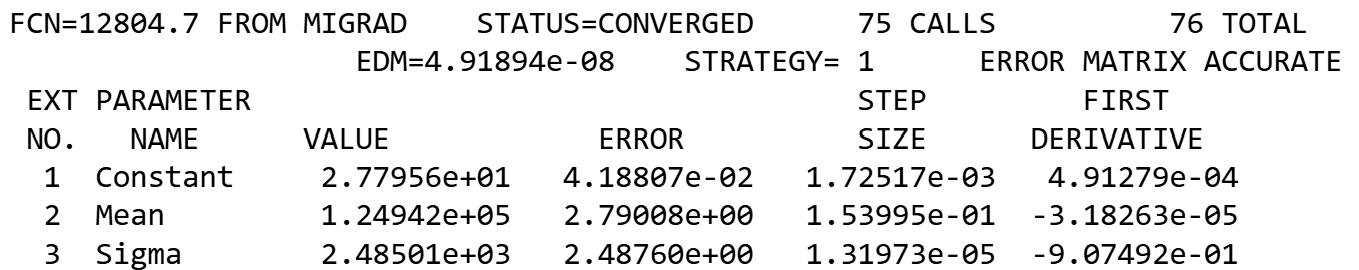 FCN=12804.7 FROM MIGRAD    STATUS=CONVERGED      75 CALLS          76 TOTAL
                    EDM=4.91894e-08    STRATEGY= 1      ERROR MATRIX ACCURATE
 EXT PARAMETER                                   STEP         FIRST
 NO.   NAME      VALUE            ERROR          SIZE      DERIVATIVE
  1  Constant     2.77956e+01   4.18807e-02   1.72517e-03   4.91279e-04
  2  Mean         1.24942e+05   2.79008e+00   1.53995e-01  -3.18263e-05
  3  Sigma        2.48501e+03   2.48760e+00   1.31973e-05  -9.07492e-01